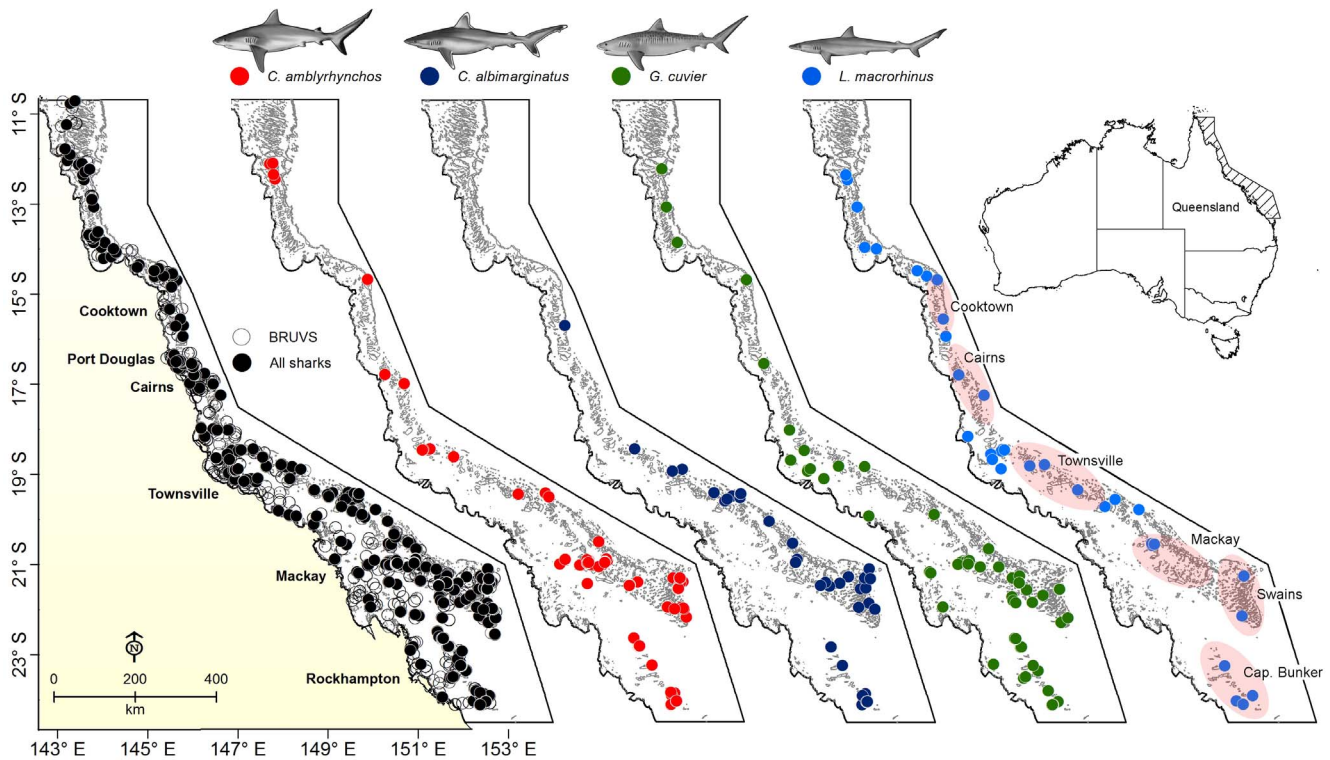 C. amblyrhynchos
C. albimarginatus
G. cuvier
L. macrorhinus
11° S
13° S
15° S
17° S
19° S
21° S
23° S
Cooktown
Port Douglas
Cairns
Townsville
Mackay
Rockhampton
BRUVS
All sharks
N
0 200 400
km
143° E 145° E 147° E 149° E 151° E 153° E
Cooktown
Cairns
Townsville
Mackay
Swains
Cap. Bunker
Queensland